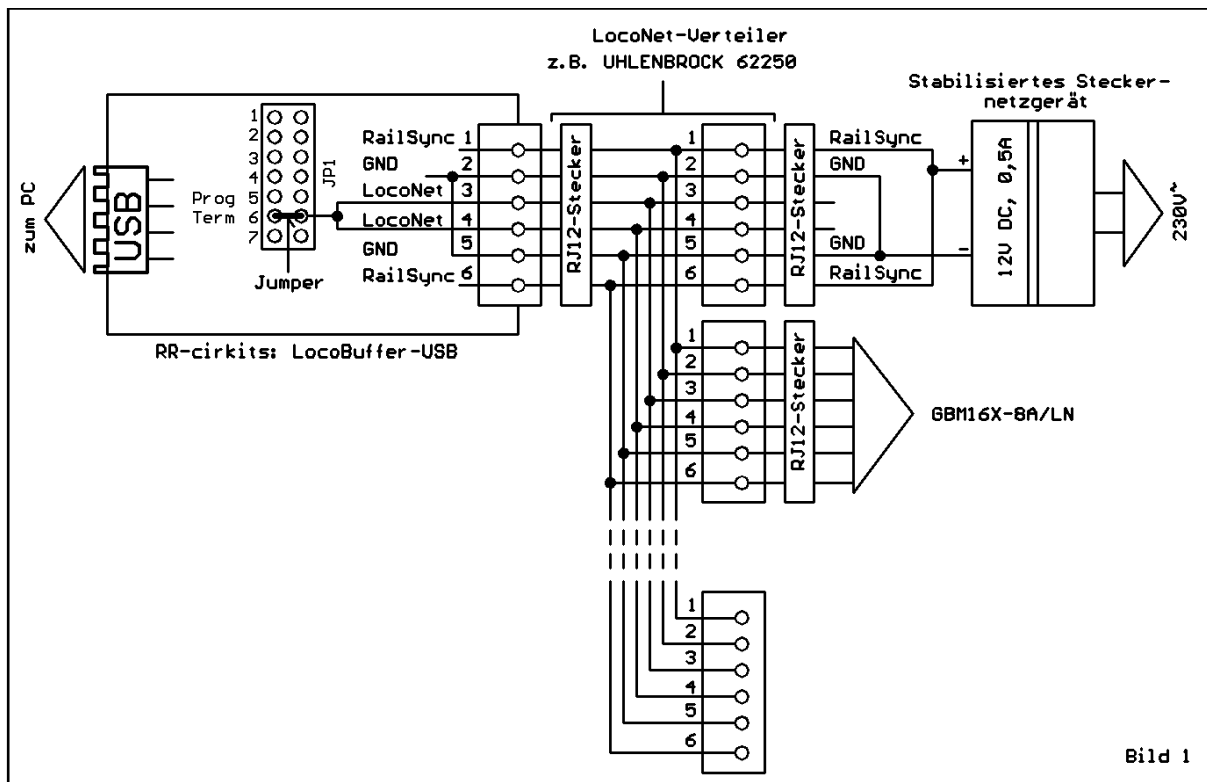 LocoNet-Verteiler
z.B. UHLENBROCK 62250
Stabilisiertes Stecker-
netzgerät
zum PC
USB
1
2
3
4
5
6
7
Prog
Term
JP1
Jumper
RailSync 1
GND 2
LocoNet 3
LocoNet 4
GND 5
RailSync 6
RJ12-Stecker
1
2
3
4
5
6
RJ12-Stecker
RailSync
GND
GND
RailSync
+
-
12V DC, 0,5A
230V~
RR-cirkits: LocoBuffer-USB
1
2
3
4
5
6
RJ12-Stecker
GBM16X-8A/LN
1
2
3
4
5
6
Bild 1